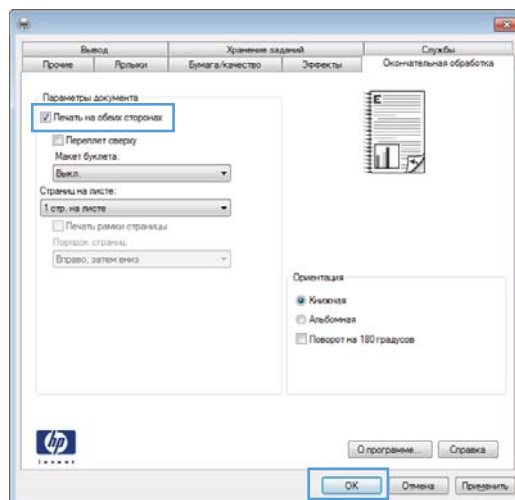 Вывод Хранение заданий Службы
Прочие Ярлыки Бумага/качество Эффекты Окончательная обработка
Параметры документа
Печать на обеих сторонах
Переплет сверху
Макет буклета:
Выкл.
Страниц на листе:
1 стр. на листе
Печать рамки страницы
Порядок страниц:
Вправо, затем вниз
E
Ориентация
Книжная
Альбомная
Поворот на 180 градусов
hp
invent
О программе... Справка
OK Отмена Применить